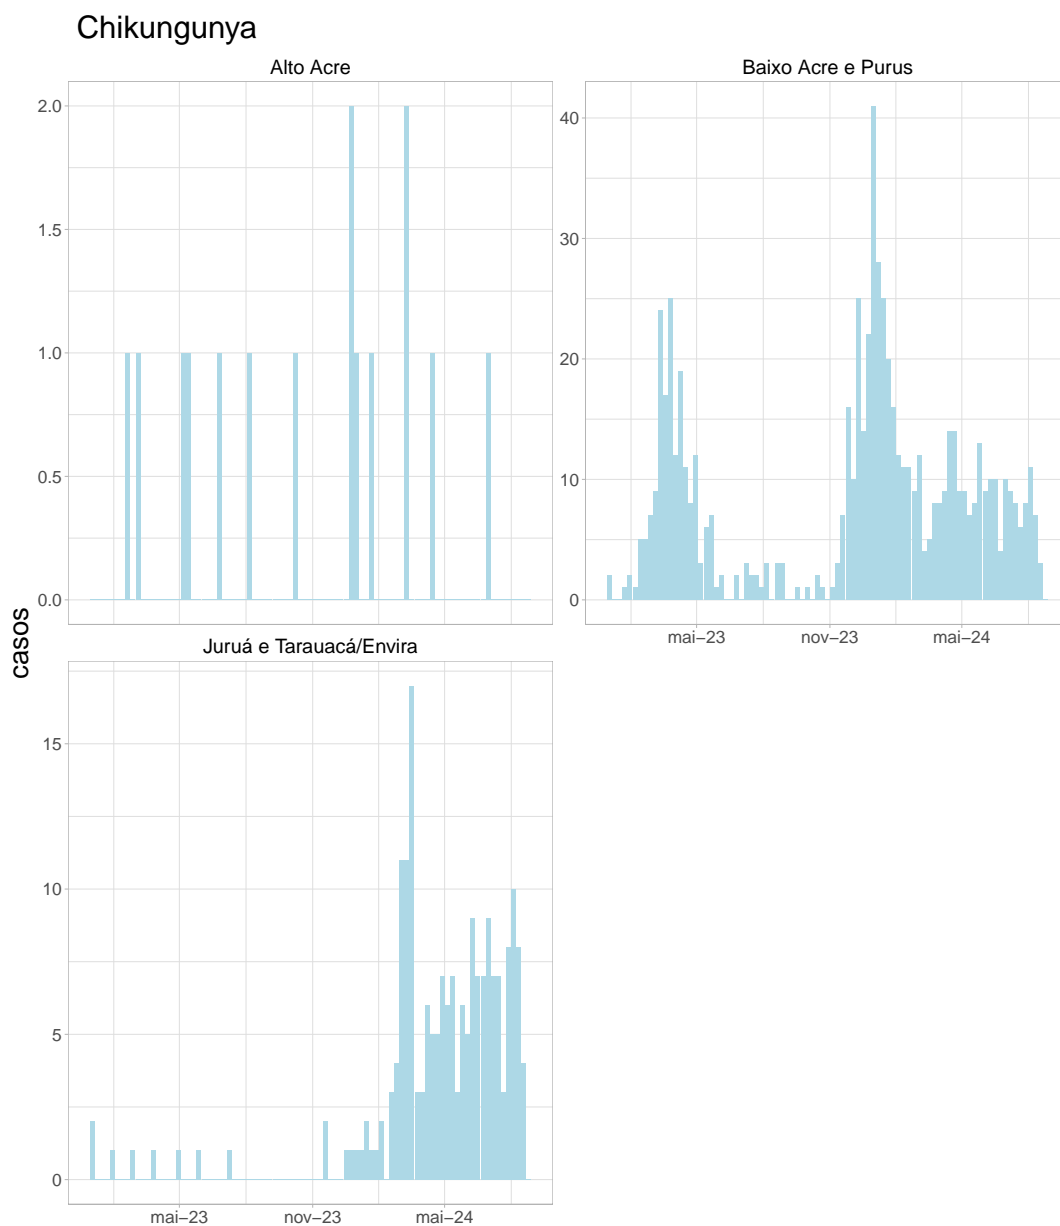 Chikungunya
Alto Acre
2.0
1.5
1.0
0.5
0.0
Baixo Acre e Purus
40
30
20
10
0
mai−23 nov−23 mai−24
casos
Juruá e Tarauacá/Envira
15
10
5
0
mai−23 nov−23 mai−24